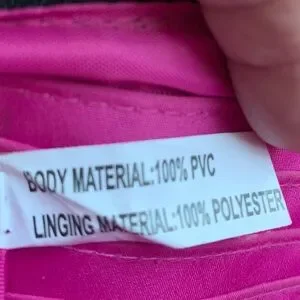 BODY MATERIAL:100% PVC
LINGING MATERIAL:100% POLYESTER